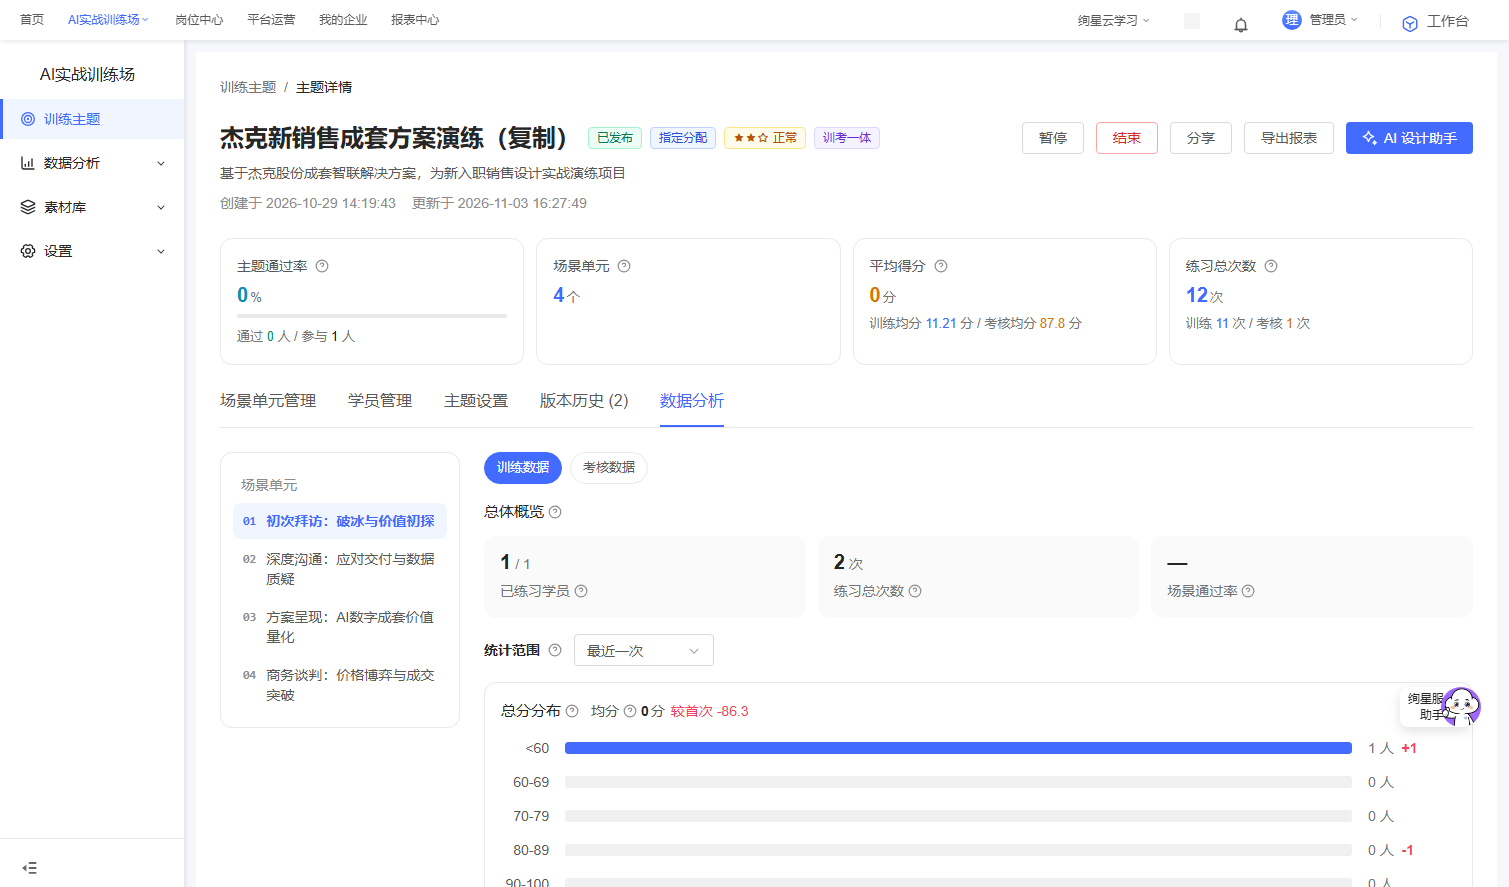 首页 AI实战训练场 岗位中心 平台运营 我的企业 报表中心 绚星云学习 理 管理员 工作台
AI实战训练场
训练主题
数据分析
素材库
设置
训练主题 / 主题详情
杰克新销售成套方案演练（复制） 已发布 指定分配 ★★☆ 正常 训考一体 暂停 结束 分享 导出报表 AI 设计助手
基于杰克股份成套智联解决方案，为新入职销售设计实战演练项目
创建于 2026-10-29 14:19:43 更新于 2026-11-03 16:27:49
主题通过率
0 %
通过 0 人 / 参与 1 人
场景单元
4 个
平均得分
0 分
训练均分 11.21 分 / 考核均分 87.8 分
练习总次数
12 次
训练 11 次 / 考核 1 次
场景单元管理 学员管理 主题设置 版本历史 (2) 数据分析
场景单元
01 初次拜访：破冰与价值初探
02 深度沟通：应对交付与数据
质疑
03 方案呈现：AI数字成套价值
量化
04 商务谈判：价格博弈与成交
突破
训练数据 考核数据
总体概览
1 / 1
已练习学员
2 次
练习总次数
—
场景通过率
统计范围 最近一次
总分分布 均分 0分 较首次 -86.3
<60 1 人 +1
60-69 0 人
70-79 0 人
80-89 0 人 -1
90-100 0 人
绚星服
助手